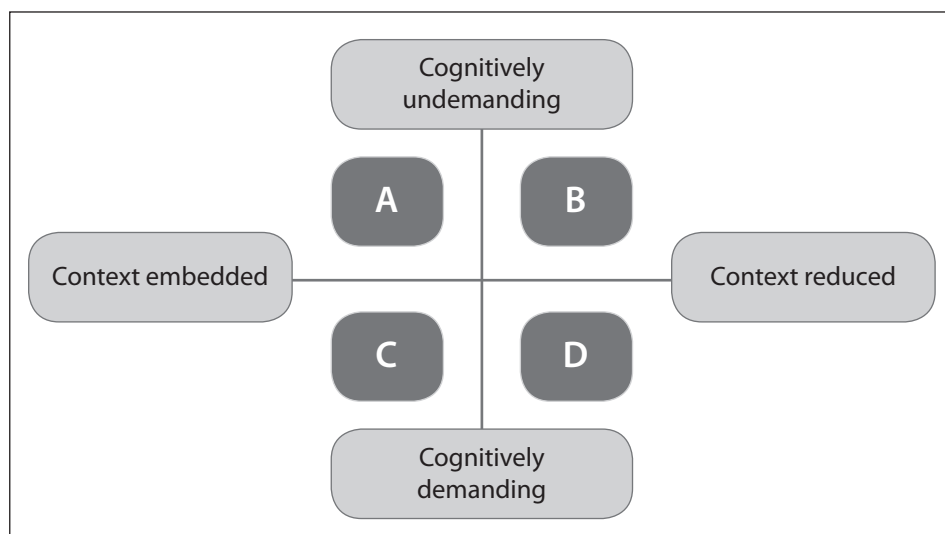 Cognitively
undemanding
A
B
Context embedded
Context reduced
C
D
Cognitively
demanding